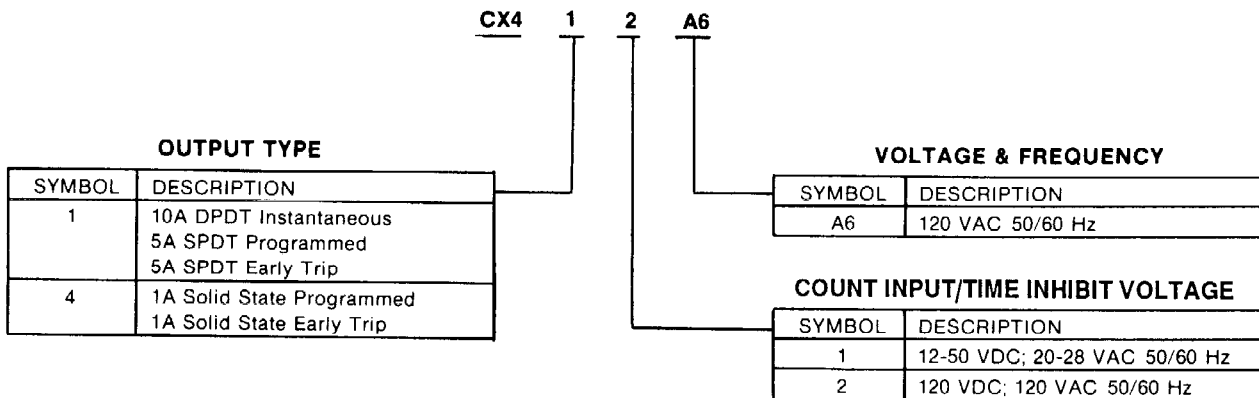 CX4 1 2 A6
OUTPUT TYPE
SYMBOL DESCRIPTION
1 10A DPDT Instantaneous
5A SPDT Programmed
5A SPDT Early Trip
4 1A Solid State Programmed
1A Solid State Early Trip
VOLTAGE & FREQUENCY
SYMBOL DESCRIPTION
A6 120 VAC 50/60 Hz
COUNT INPUT/TIME INHIBIT VOLTAGE
SYMBOL DESCRIPTION
1 12-50 VDC; 20-28 VAC 50/60 Hz
2 120 VDC; 120 VAC 50/60 Hz